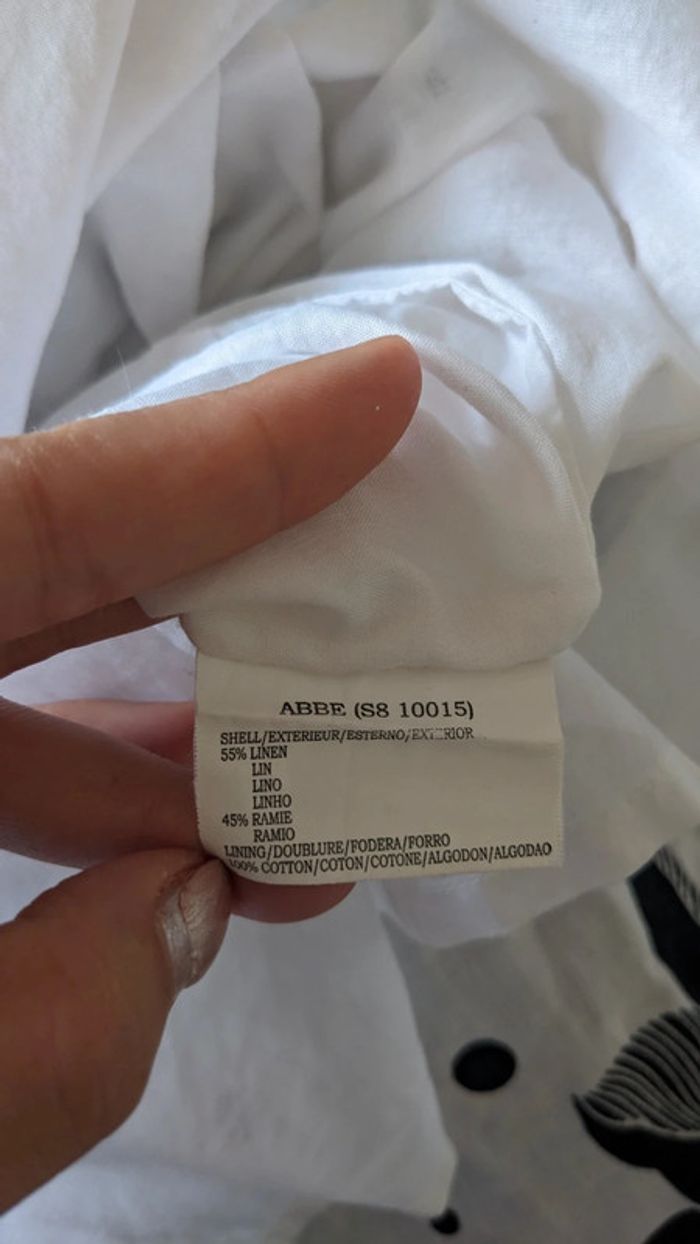 ABBE (S8 10015)
SHELL/EXTERIEUR/ESTERNO/EXTERIOR
55% LINEN
LIN
LINO
LINHO
45% RAMIE
RAMIO
LINING/DOUBLURE/FODERA/FORRO
100% COTTON/COTON/COTONE/ALGODON/ALGODAO